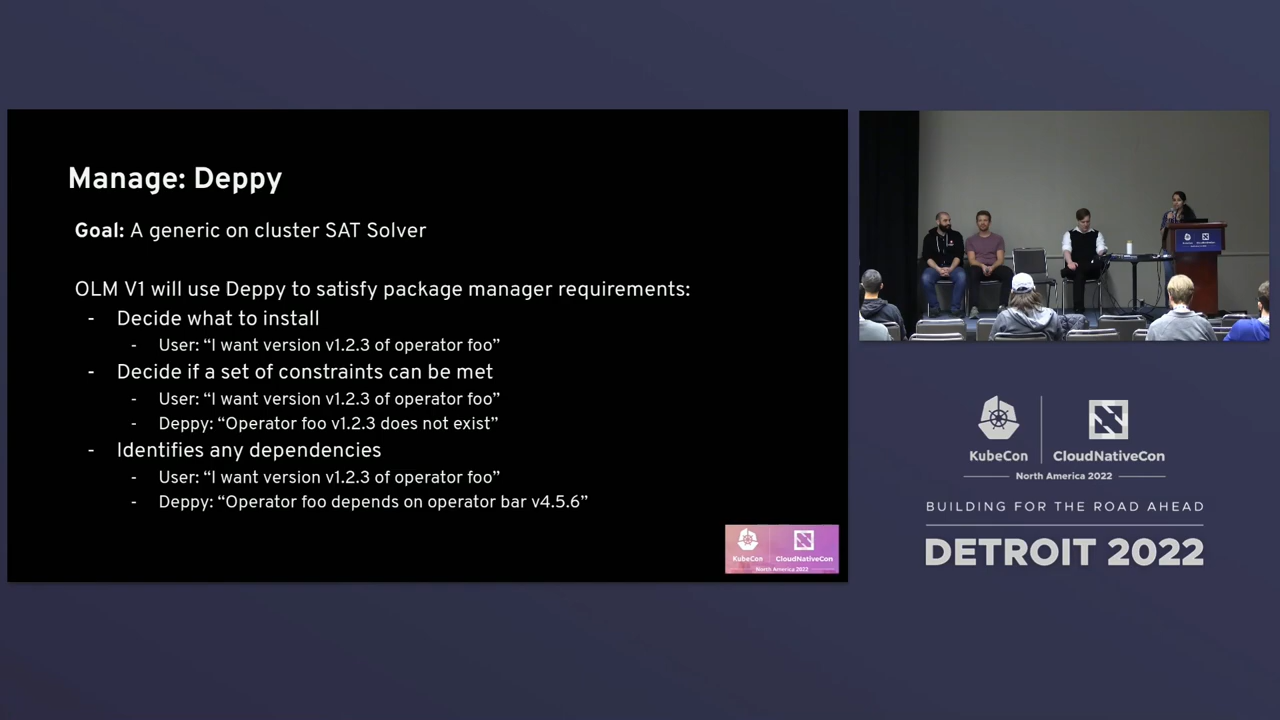 Manage: Deppy
Goal: A generic on cluster SAT Solver
OLM V1 will use Deppy to satisfy package manager requirements:
- Decide what to install
- User: “I want version v1.2.3 of operator foo”
- Decide if a set of constraints can be met
- User: “I want version v1.2.3 of operator foo”
- Deppy: “Operator foo v1.2.3 does not exist”
- Identifies any dependencies
- User: “I want version v1.2.3 of operator foo”
- Deppy: “Operator foo depends on operator bar v4.5.6”
KubeCon CloudNativeCon
North America 2022
KubeCon CloudNativeCon
North America 2022
BUILDING FOR THE ROAD AHEAD
DETROIT 2022